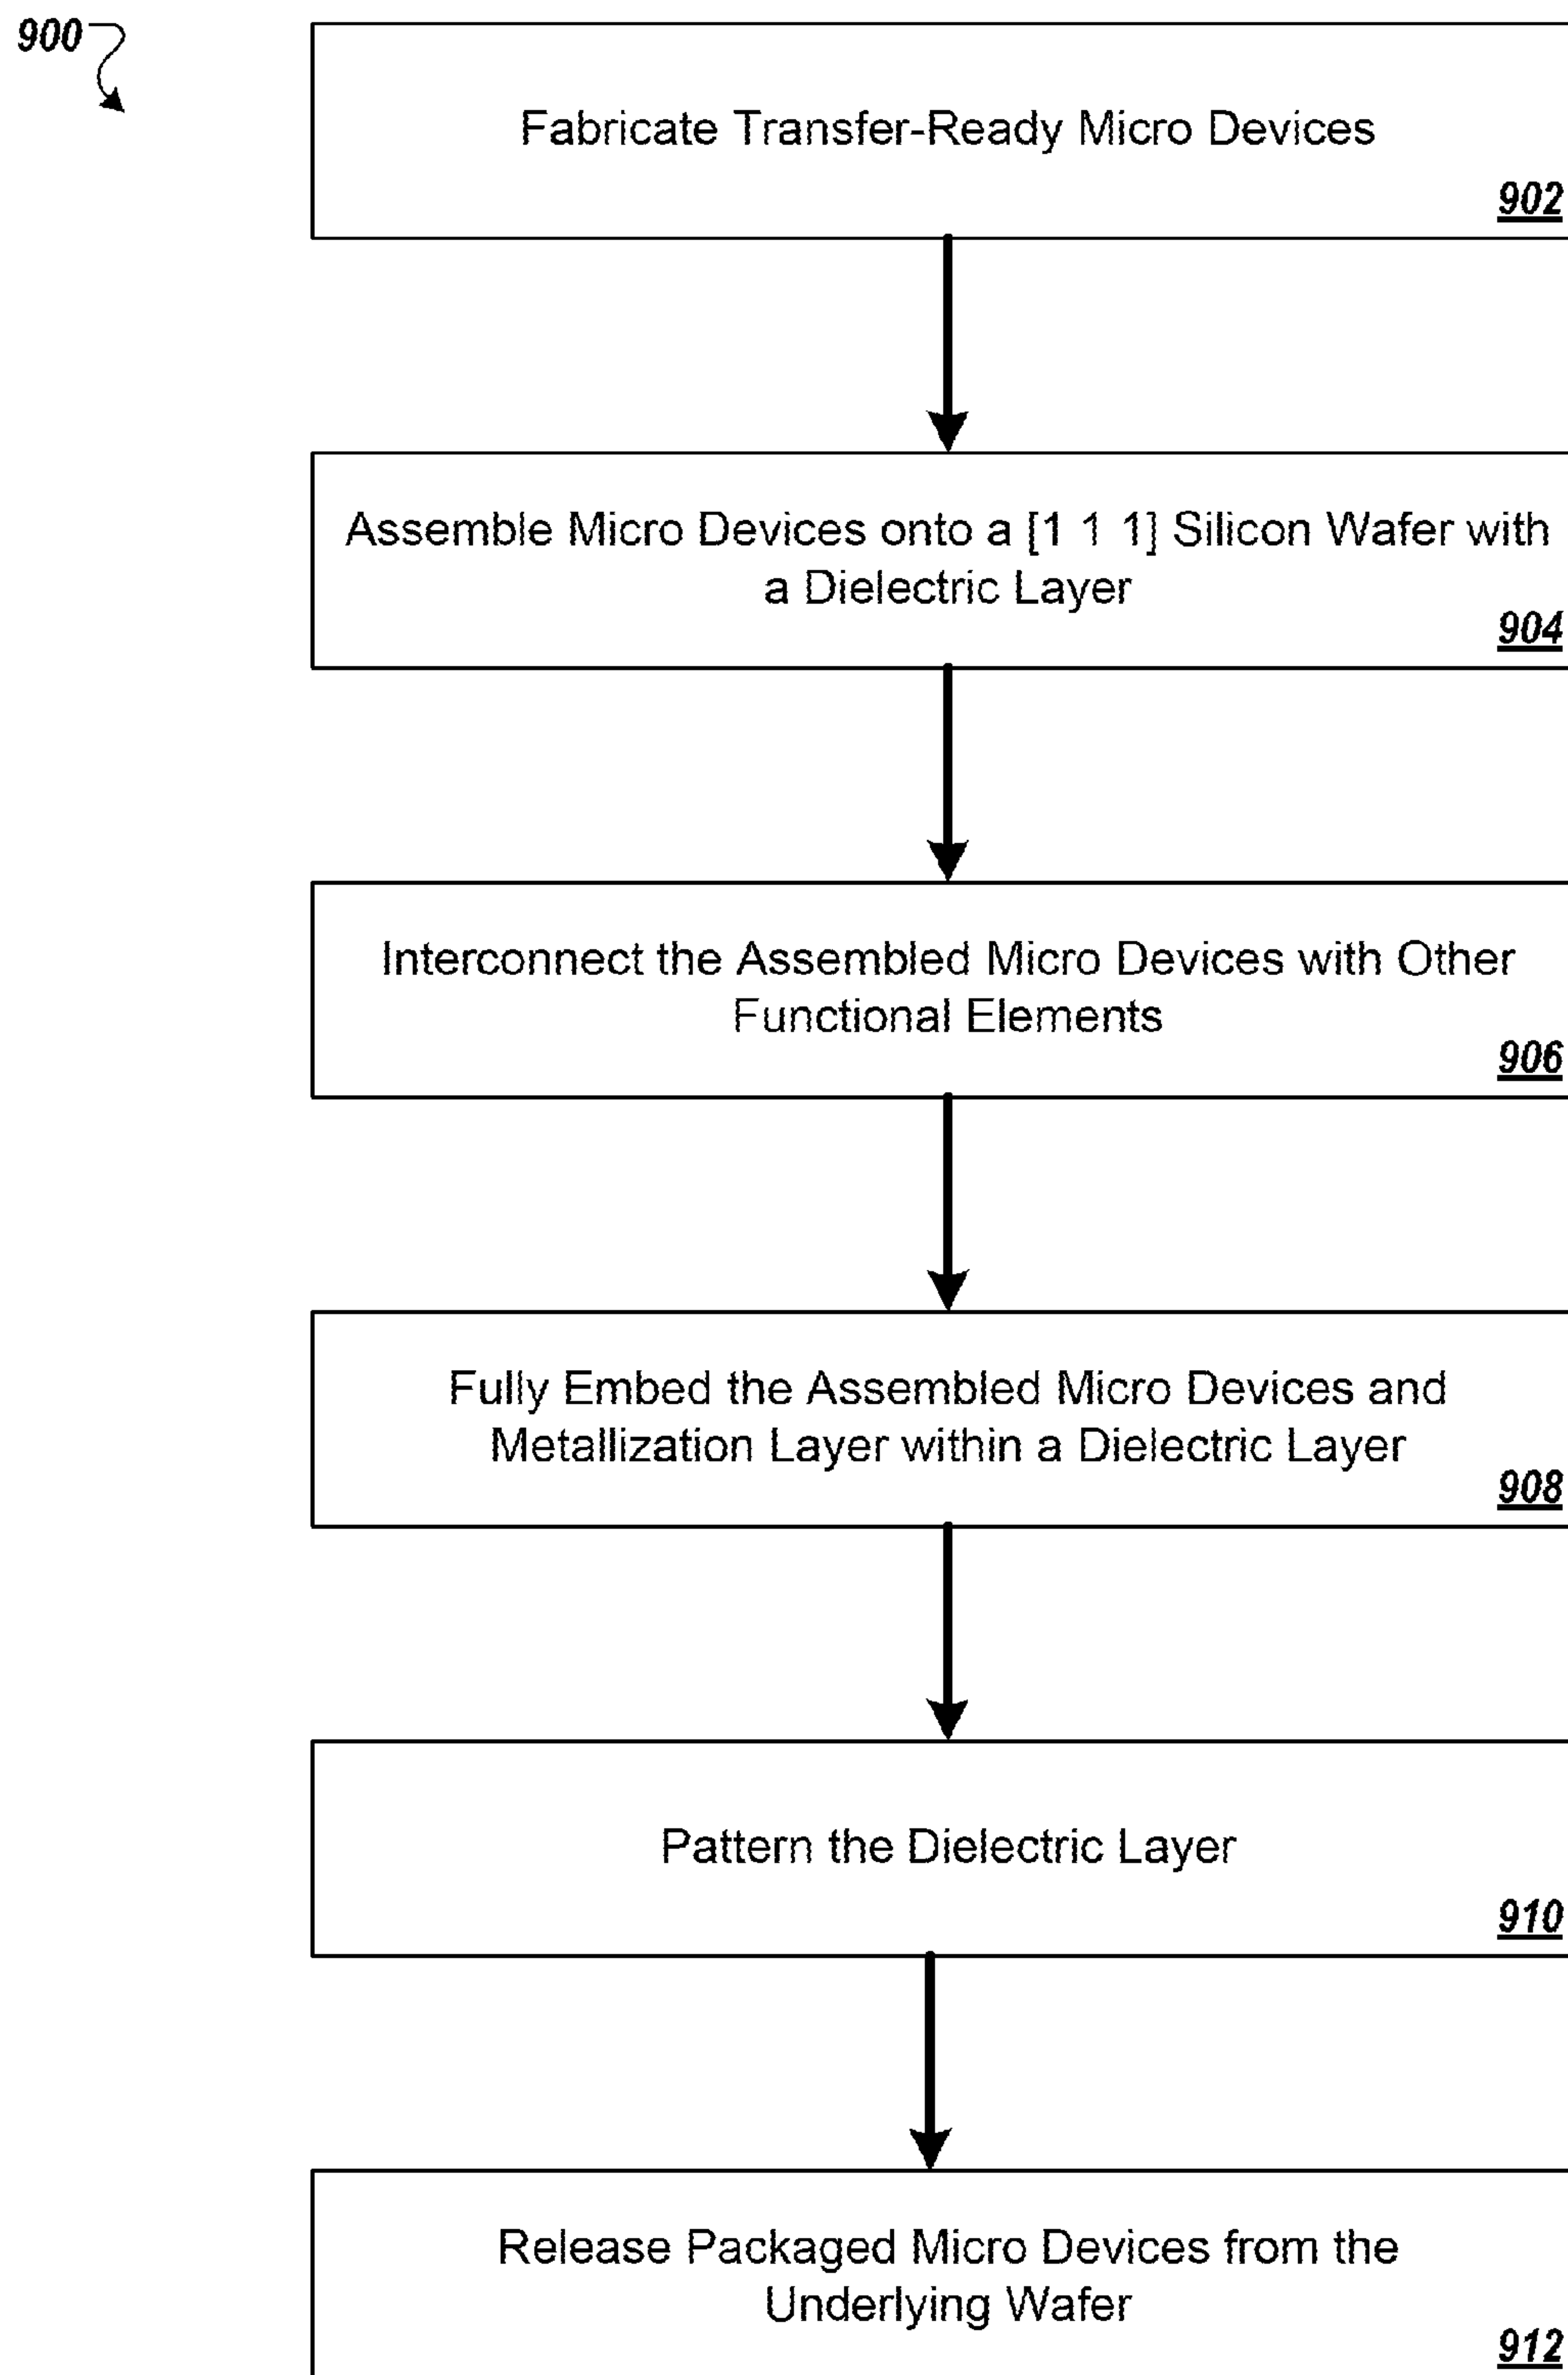 900
Fabricate Transfer-Ready Micro Devices
902
Assemble Micro Devices onto a [1 1 1] Silicon Wafer with
a Dielectric Layer
904
Interconnect the Assembled Micro Devices with Other
Functional Elements
906
Fully Embed the Assembled Micro Devices and
Metallization Layer within a Dielectric Layer
908
Pattern the Dielectric Layer
910
Release Packaged Micro Devices from the
Underlying Wafer
912